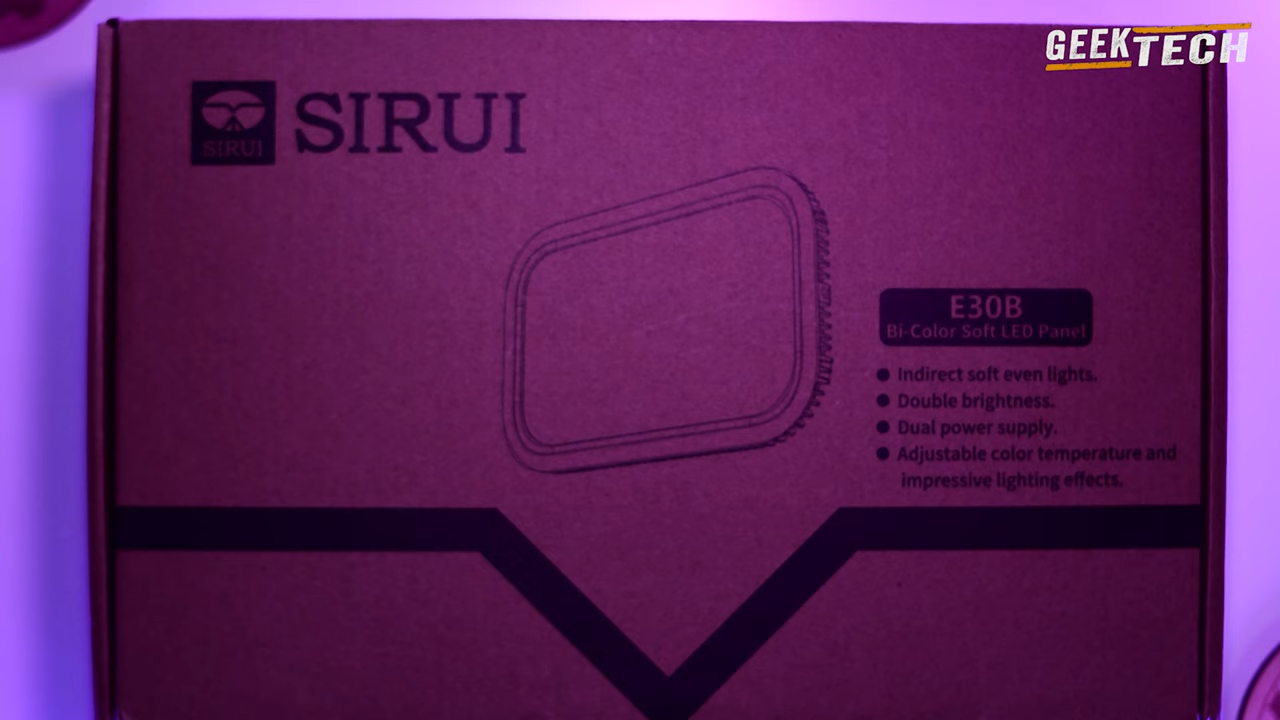 GEEKTECH
SIRUI
SIRUI
E30B
Bi-Color Soft LED Panel
● Indirect soft even lights.
● Double brightness.
● Dual power supply.
● Adjustable color temperature and
impressive lighting effects.